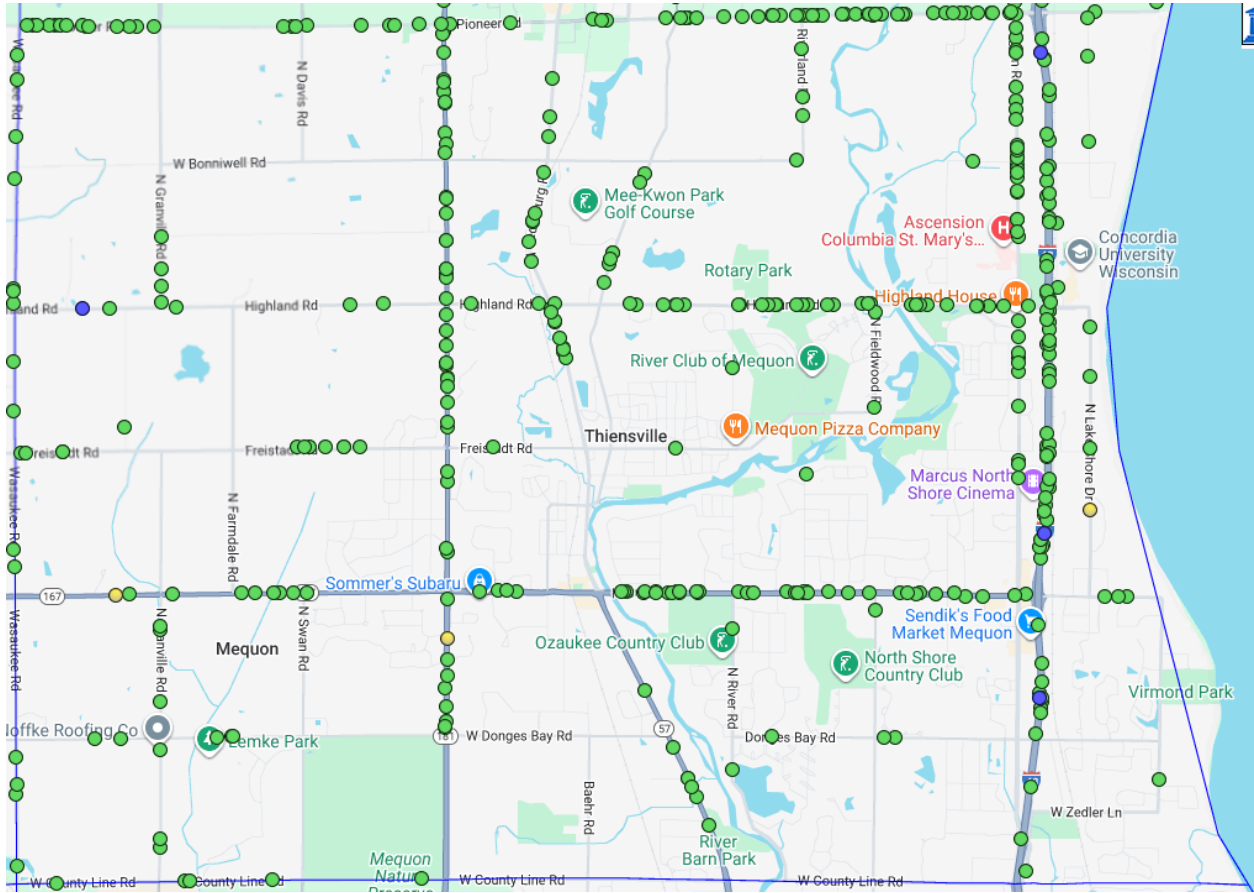 Pioneer Rd
N Davis Rd
W Bonniwell Rd
N Granville Rd
Mee-Kwon Park
Golf Course
Ascension
Columbia St. Mary's...
Concordia
University
Wisconsin
Rotary Park
Highland Rd
Highland Rd
Highland House
River Club of Mequon
N Fieldwood Rd
Mequon Pizza Company
Thiensville
Freistadt Rd
Freistadt Rd
Freistadt Rd
Marcus North
Shore Cinema
N Lake Shore Dr
Wasaukee Rd
N Farmdale Rd
Sommer's Subaru
167
Wasaukee Rd
N Swan Rd
Mequon
Ozaukee Country Club
Sendik's Food
Market Mequon
North Shore
Country Club
N River Rd
Virmond Park
Noffke Roofing Co
Lemke Park
181
W Donges Bay Rd
57
Donges Bay Rd
Baehr Rd
W Zedler Ln
River
Barn Park
Mequon
Nature
Preserve
W County Line Rd
County Line Rd
W County Line Rd
W County Line Rd